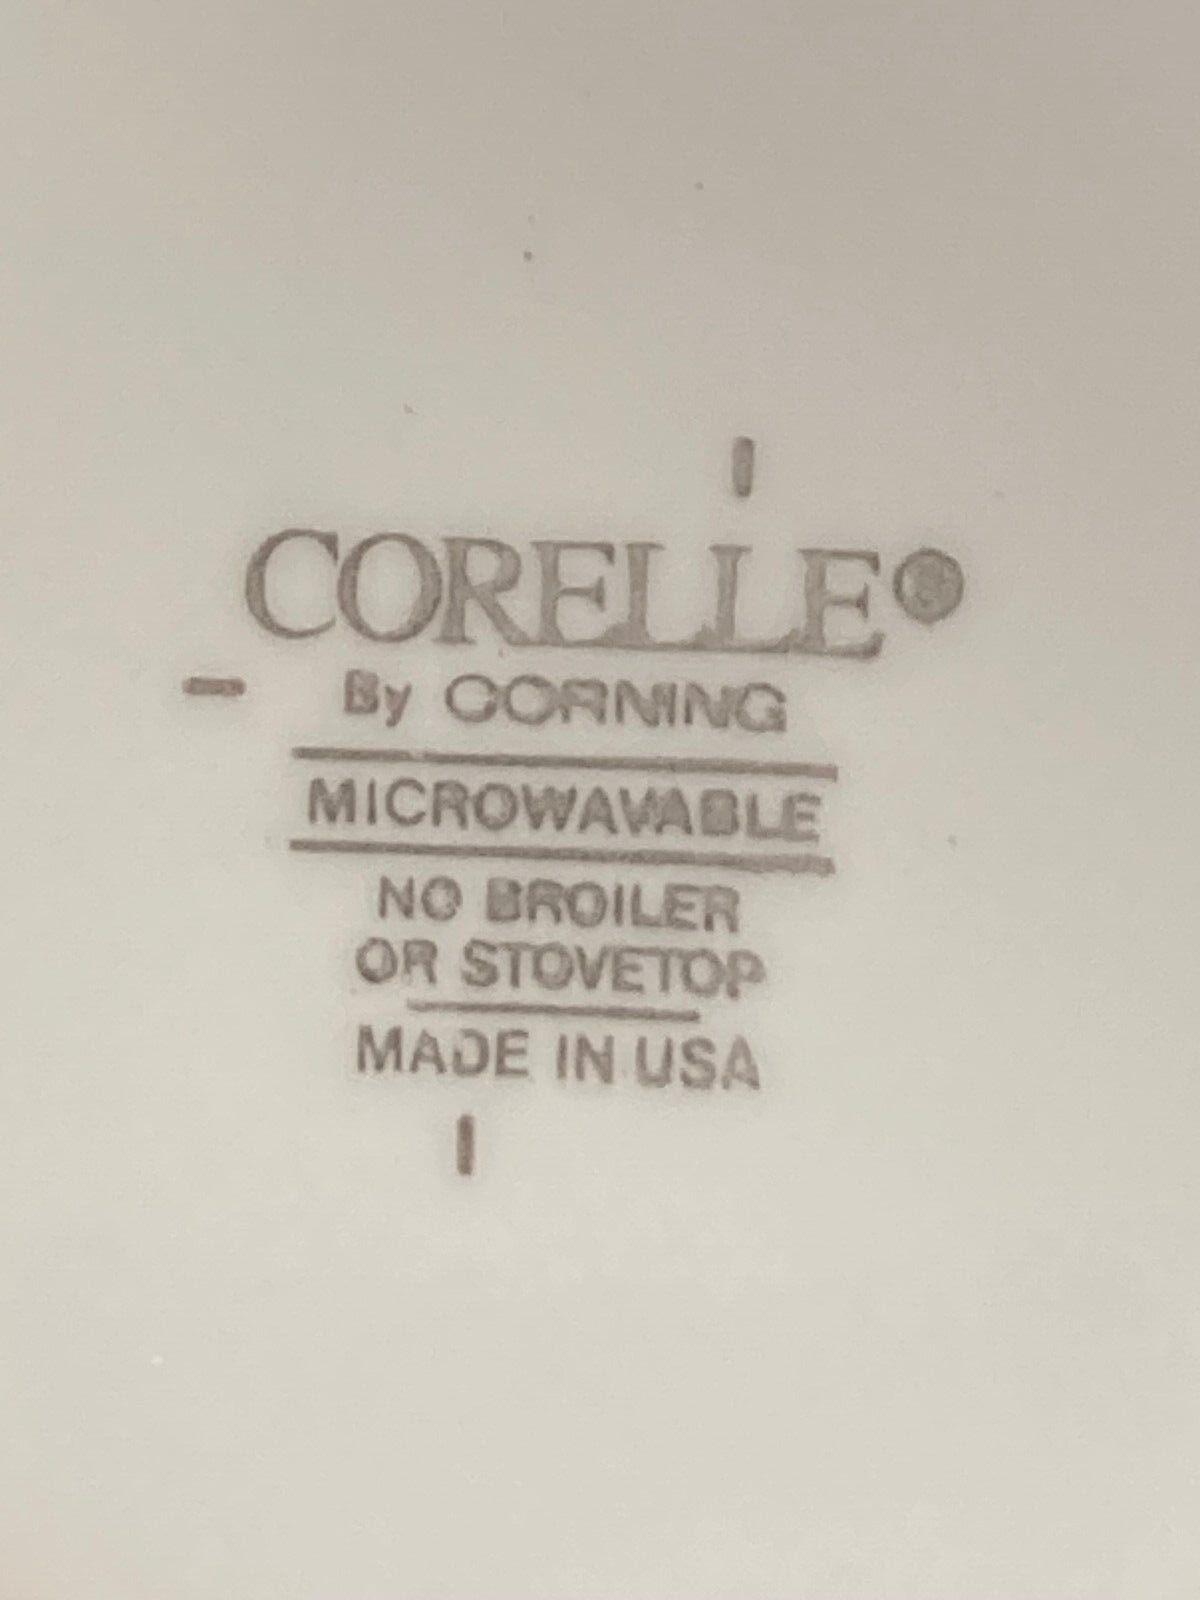 CORELLE®
By CORNING
MICROWAVABLE
NO BROILER
OR STOVETOP
MADE IN USA